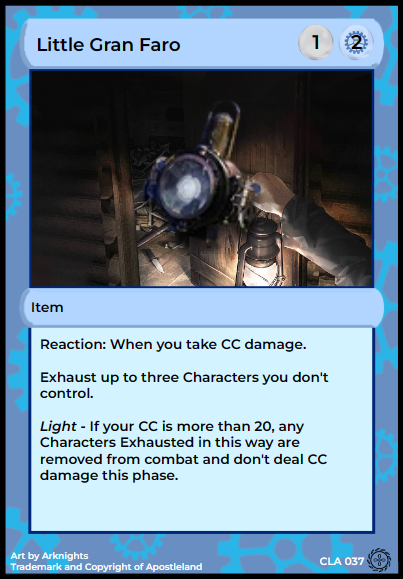 Little Gran Faro
1
2
Item
Reaction: When you take CC damage.
Exhaust up to three Characters you don't
control.
Light - If your CC is more than 20, any
Characters Exhausted in this way are
removed from combat and don't deal CC
damage this phase.
Art by Arknights
Trademark and Copyright of Apostleland
CLA 037